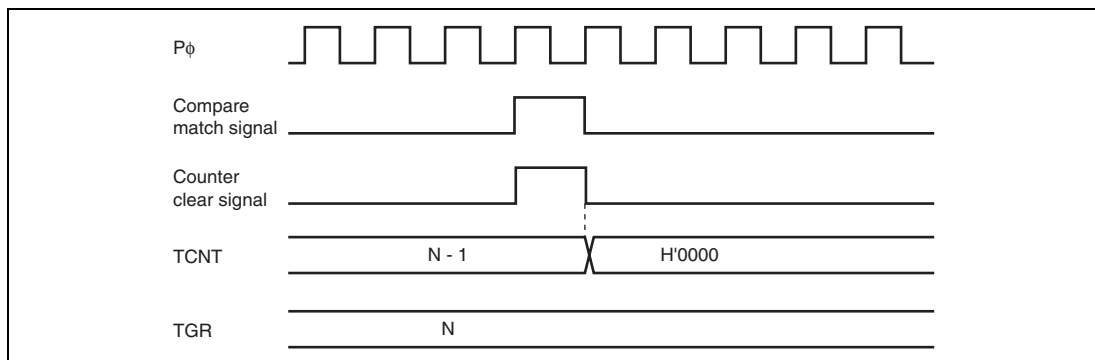 Pϕ
Compare
match signal
Counter
clear signal
TCNT
N - 1
H'0000
TGR
N